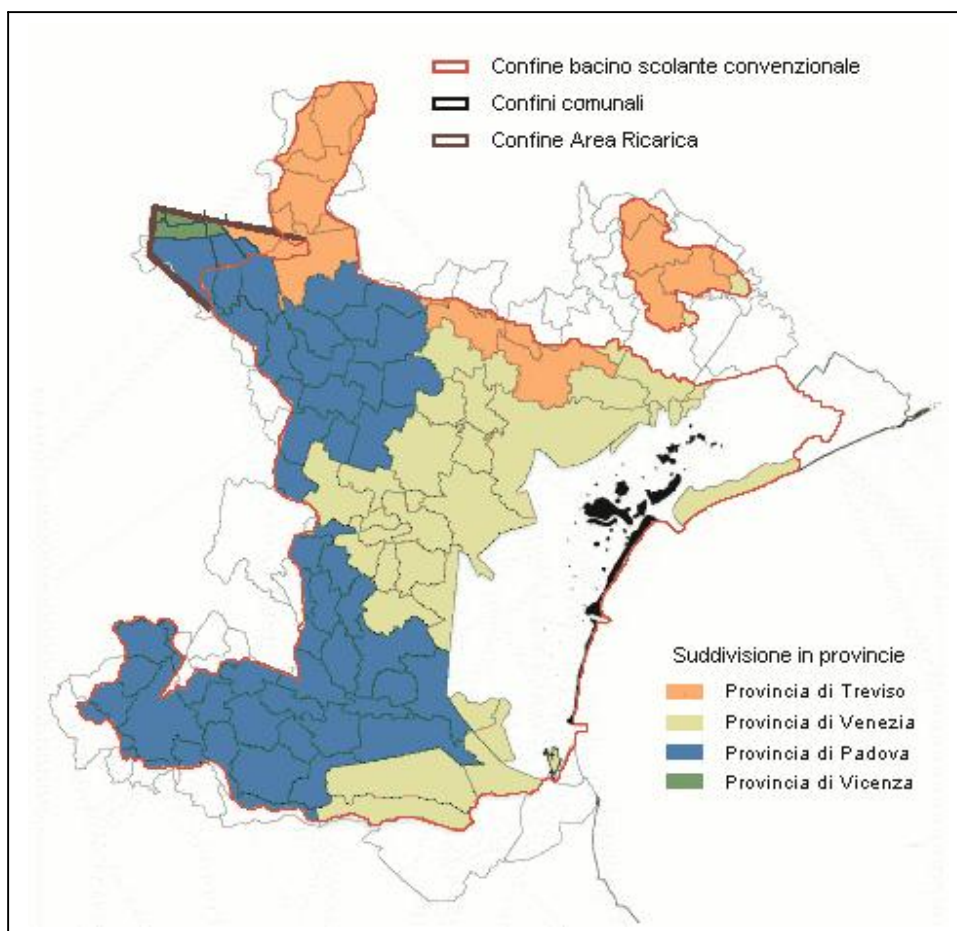 Confine bacino scolante convenzionale
Confini comunali
Confine Area Ricarica
Suddivisione in provincie
Provincia di Treviso
Provincia di Venezia
Provincia di Padova
Provincia di Vicenza